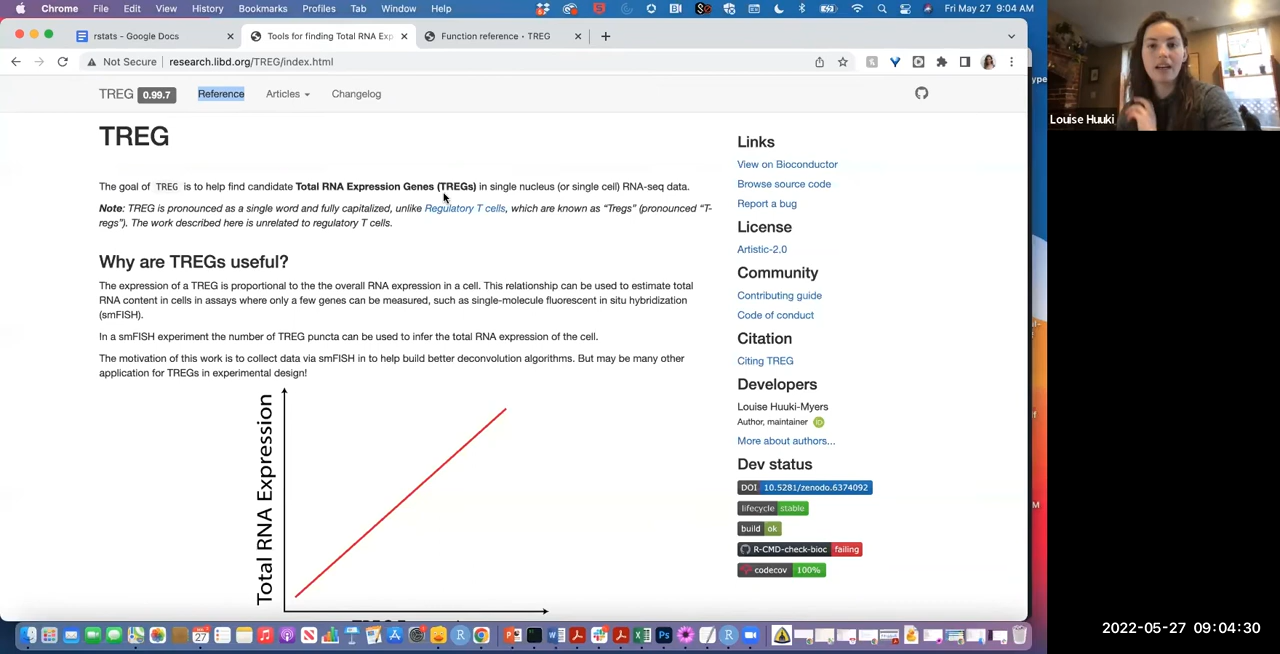 Chrome File Edit View History Bookmarks Profiles Tab Window Help Fri May 27 9:04 AM
rstats - Google Docs Tools for finding Total RNA Exp Function reference • TREG
Not Secure research.libd.org/TREG/index.html
TREG 0.99.7 Reference Articles Changelog
TREG
The goal of TREG is to help find candidate Total RNA Expression Genes (TREGs) in single nucleus (or single cell) RNA-seq data.
Note: TREG is pronounced as a single word and fully capitalized, unlike Regulatory T cells, which are known as “Tregs” (pronounced “T-
regs”). The work described here is unrelated to regulatory T cells.
Why are TREGs useful?
The expression of a TREG is proportional to the the overall RNA expression in a cell. This relationship can be used to estimate total
RNA content in cells in assays where only a few genes can be measured, such as single-molecule fluorescent in situ hybridization
(smFISH).
In a smFISH experiment the number of TREG puncta can be used to infer the total RNA expression of the cell.
The motivation of this work is to collect data via smFISH in to help build better deconvolution algorithms. But may be many other
application for TREGs in experimental design!
Total RNA Expression
Links
View on Bioconductor
Browse source code
Report a bug
License
Artistic-2.0
Community
Contributing guide
Code of conduct
Citation
Citing TREG
Developers
Louise Huuki-Myers
Author, maintainer
More about authors...
Dev status
DOI 10.5281/zenodo.6374092
lifecycle stable
build ok
R-CMD-check-bioc failing
codecov 100%
Louise Huuki
2022-05-27 09:04:30